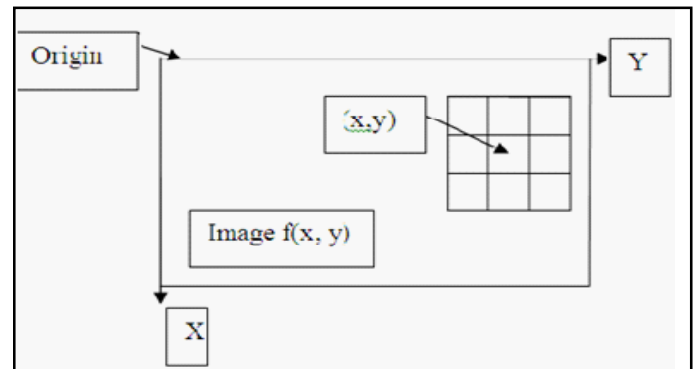 Origin
Y
(x,y)
Image f(x, y)
X